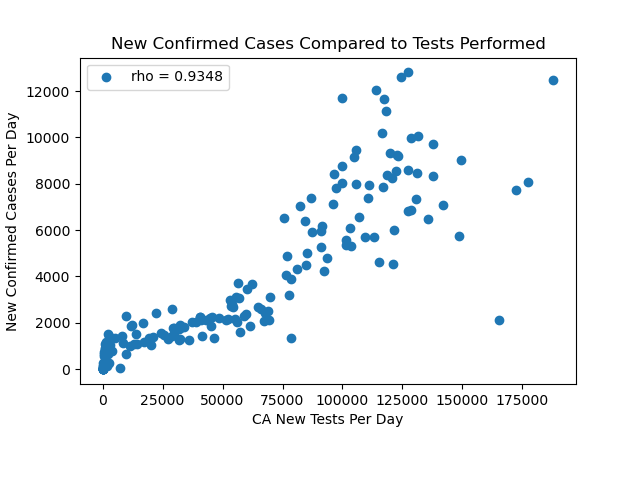 New Confirmed Cases Compared to Tests Performed
rho = 0.9348
12000
10000
8000
6000
4000
2000
0
New Confirmed Caeses Per Day
0 25000 50000 75000 100000 125000 150000 175000
CA New Tests Per Day